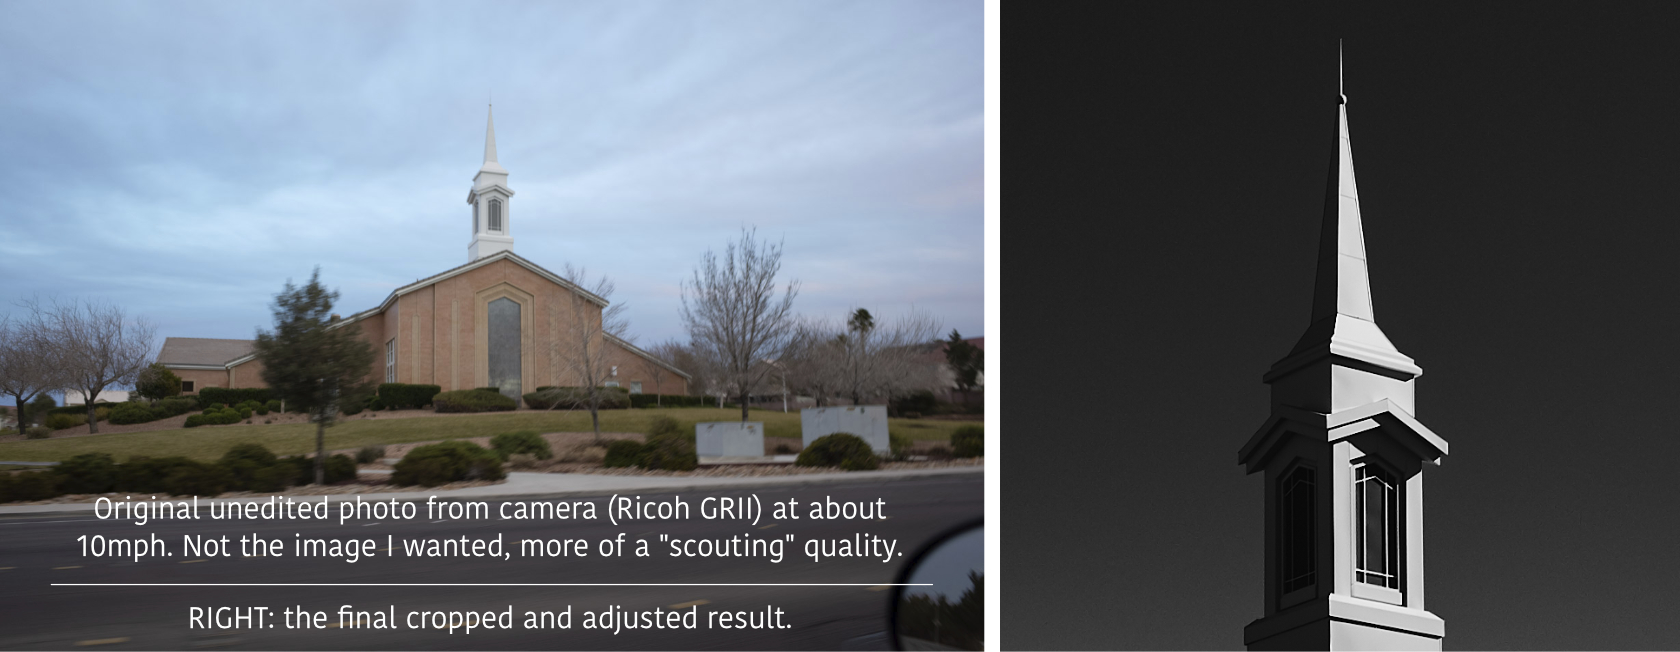 Original unedited photo from camera (Ricoh GRII) at about
10mph. Not the image I wanted, more of a "scouting" quality.
RIGHT: the final cropped and adjusted result.